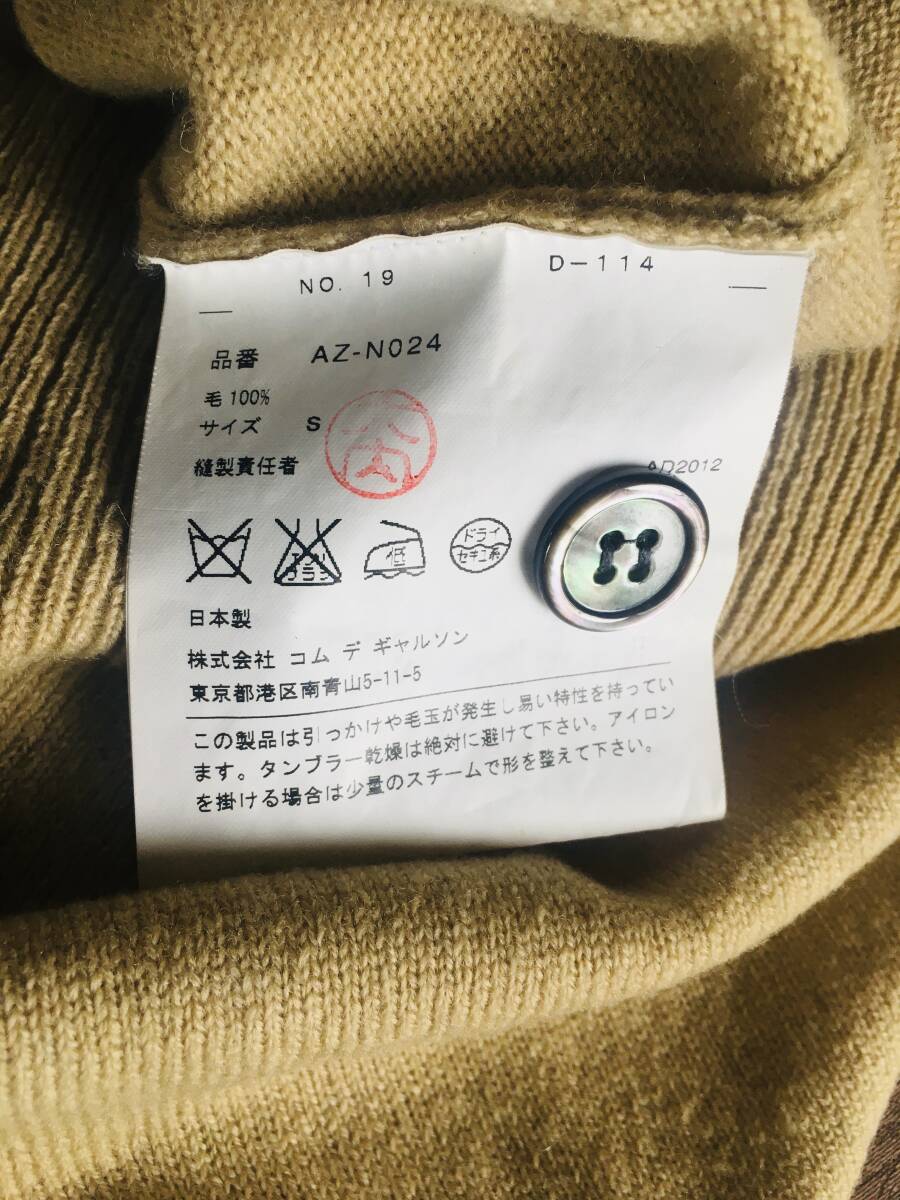 NO. 19 D-114
品番 AZ-N024
毛 100%
サイズ S
縫製責任者
AD2012
低
ドライ
セキユ系
日本製
株式会社 コム デ ギャルソン
東京都港区南青山5-11-5
この製品は引っかけや毛玉が発生し易い特性を持ってい
ます。タンブラー乾燥は絶対に避けて下さい。アイロン
を掛ける場合は少量のスチームで形を整えて下さい。